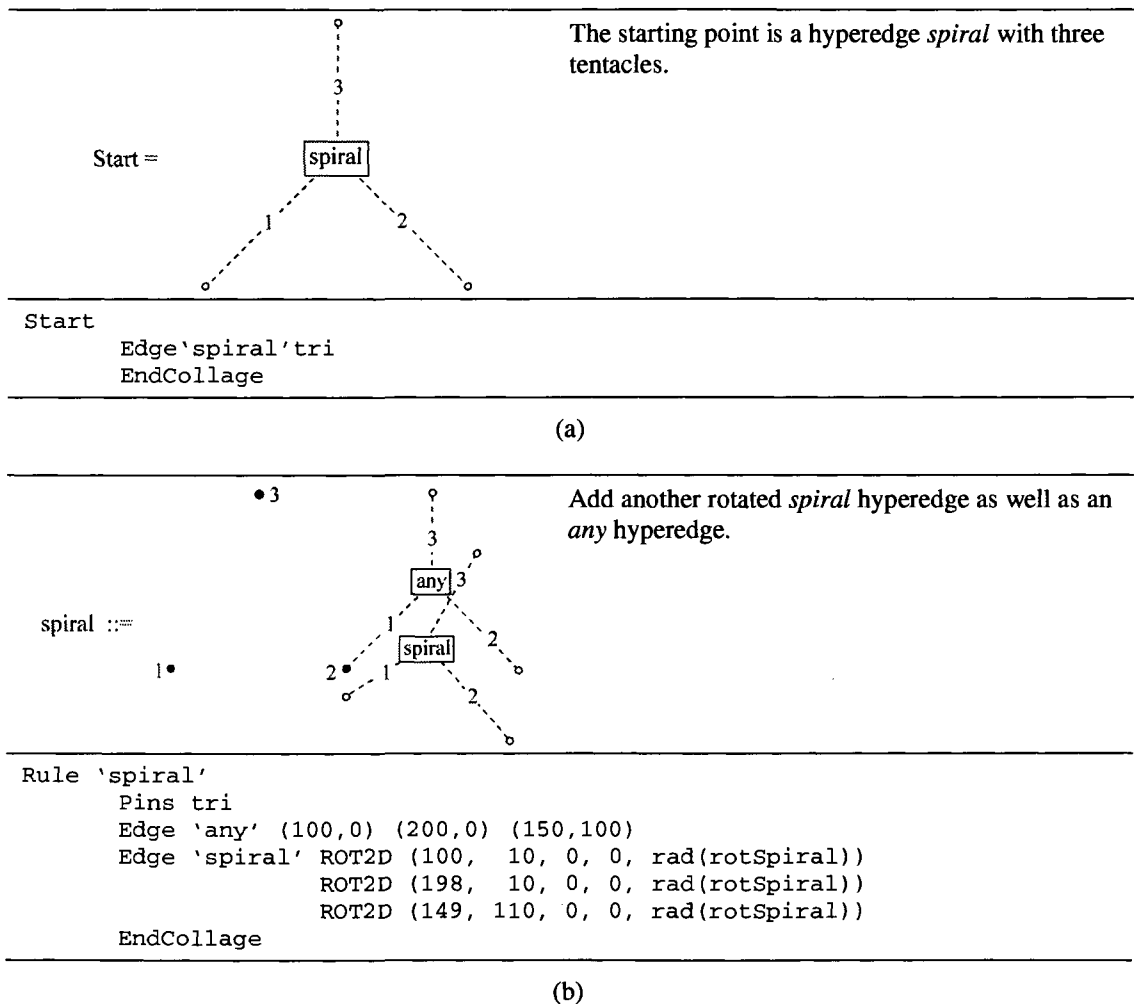 The starting point is a hyperedge spiral with three
tentacles.
3
Start =
spiral
1
2
Start
Edge‘spiral’tri
EndCollage
(a)
3
Add another rotated spiral hyperedge as well as an
any hyperedge.
3
any
3
spiral ::=
1
2
spiral
1
2
1
2
Rule ‘spiral’
Pins tri
Edge ‘any’ (100,0) (200,0) (150,100)
Edge ‘spiral’ ROT2D (100, 10, 0, 0, rad(rotSpiral))
ROT2D (198, 10, 0, 0, rad(rotSpiral))
ROT2D (149, 110, 0, 0, rad(rotSpiral))
EndCollage
(b)